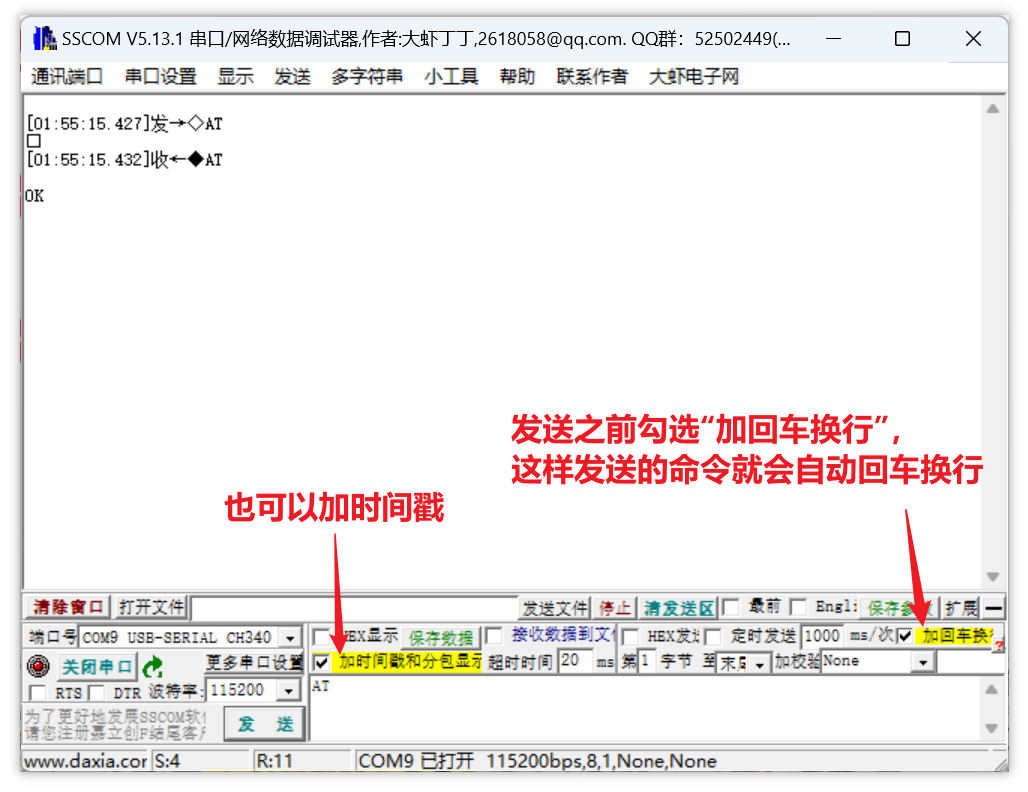 SSCOM V5.13.1 串口/网络数据调试器,作者:大虾丁丁,2618058@qq.com. QQ群：52502449(...
通讯端口 串口设置 显示 发送 多字符串 小工具 帮助 联系作者 大虾电子网
[01:55:15.427]发→◇AT
□
[01:55:15.432]收←◆AT
OK
发送之前勾选“加回车换行”，
这样发送的命令就会自动回车换行
也可以加时间戳
清除窗口 打开文件 发送文件 停止 清发送区 最前 Engli 保存参数 扩展 —
端口号 COM9 USB-SERIAL CH340 HEX显示 保存数据 接收数据到文 HEX发 定时发送 1000 ms/次 加回车换行
关闭串口 更多串口设置 加时间戳和分包显示 超时时间 20 ms 第1 字节 至 末尾 加校验 None
RTS DTR 波特率: 115200 AT
为了更好地发展SSCOM软件
请您注册嘉立创F结尾客户
发 送
www.daxia.com S:4 R:11 COM9 已打开 115200bps,8,1,None,None